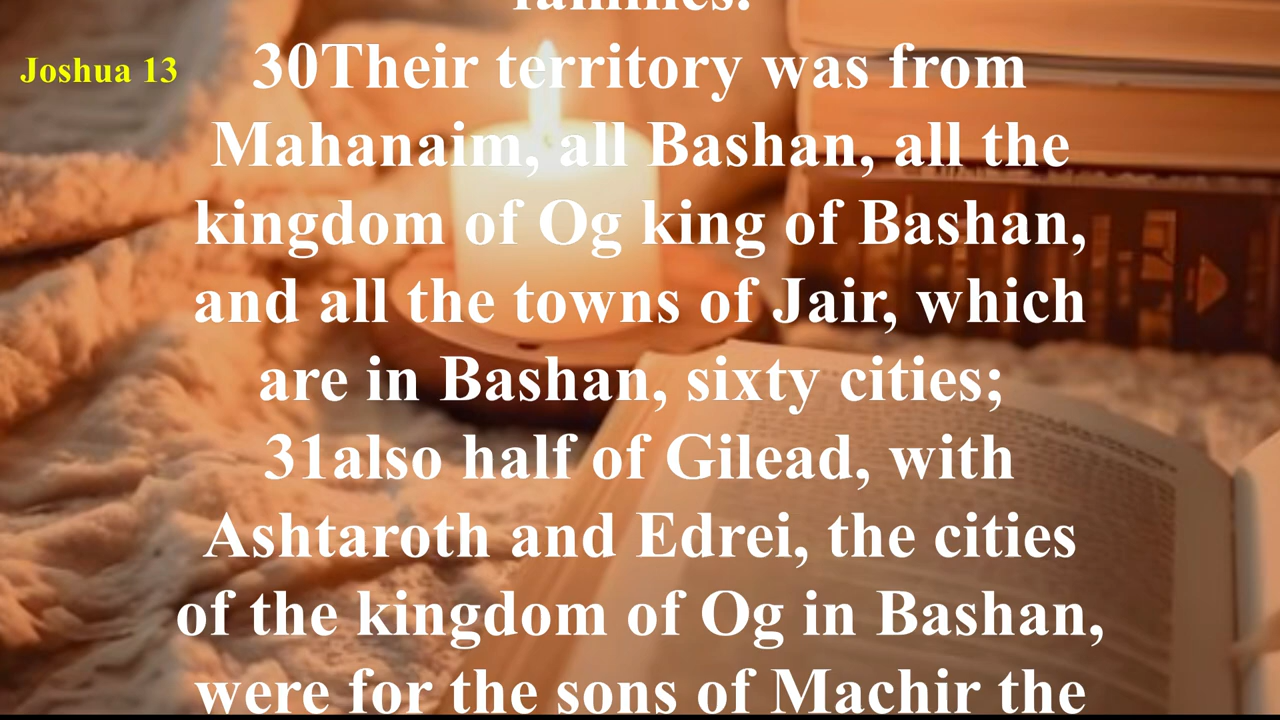 families.
Joshua 13
30Their territory was from
Mahanaim, all Bashan, all the
kingdom of Og king of Bashan,
and all the towns of Jair, which
are in Bashan, sixty cities;
31also half of Gilead, with
Ashtaroth and Edrei, the cities
of the kingdom of Og in Bashan,
were for the sons of Machir the